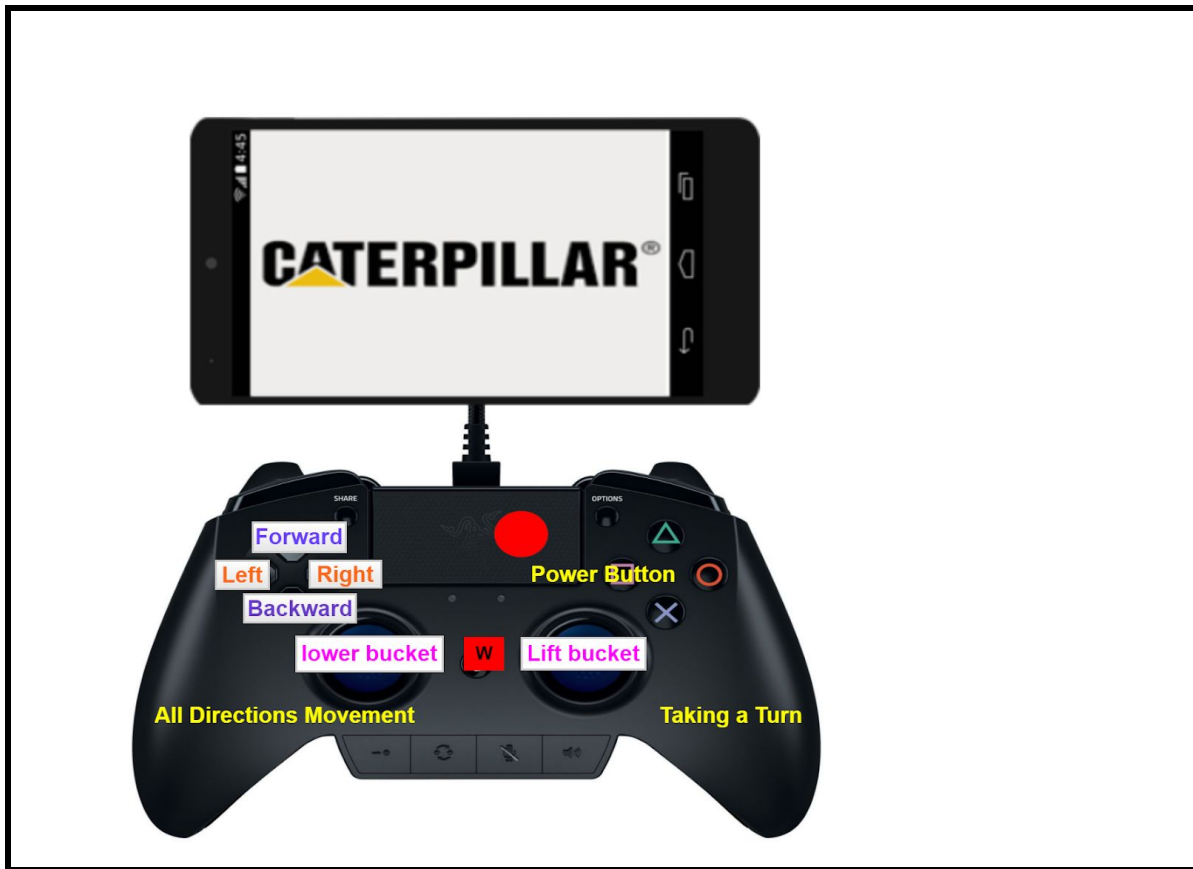 4:45
CATERPILLAR®
SHARE
OPTIONS
Forward
Left
Right
Power Button
Backward
lower bucket
W
Lift bucket
All Directions Movement
Taking a Turn